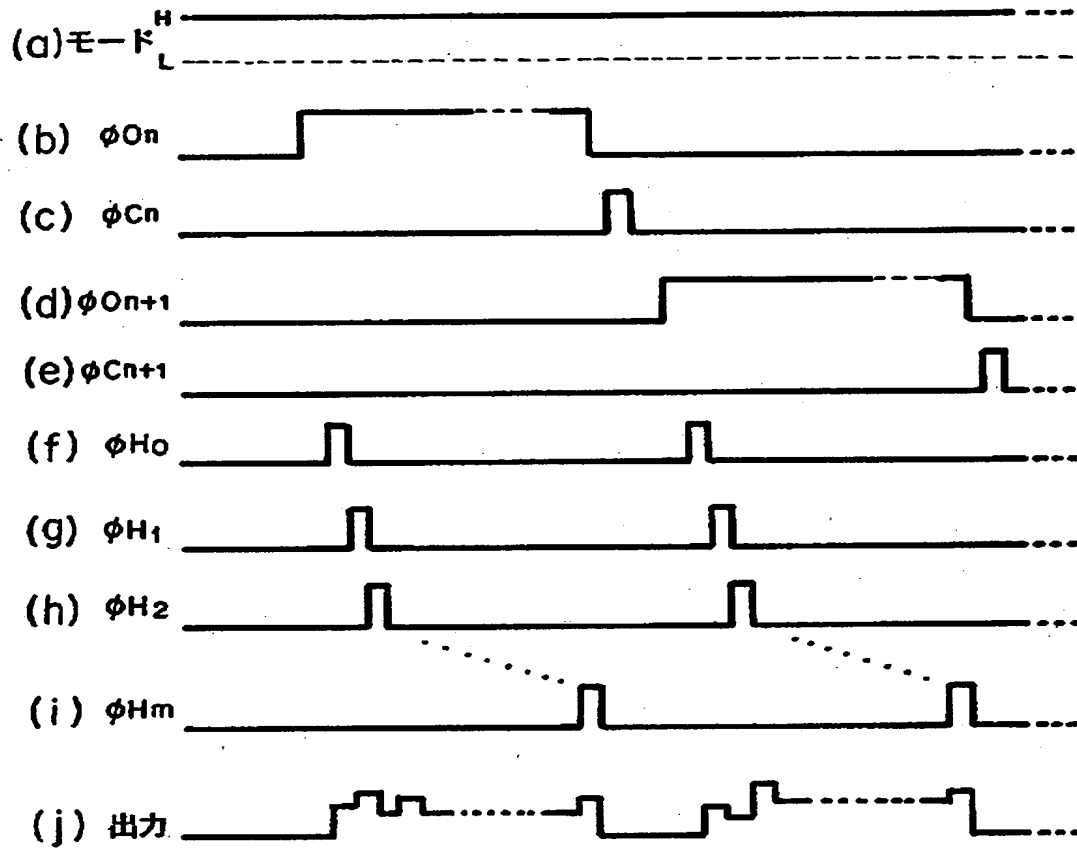 (a)モード H
L
(b) φOn
(c) φCn
(d) φOn+1
(e) φCn+1
(f) φH0
(g) φH1
(h) φH2
(i) φHm
(j) 出力